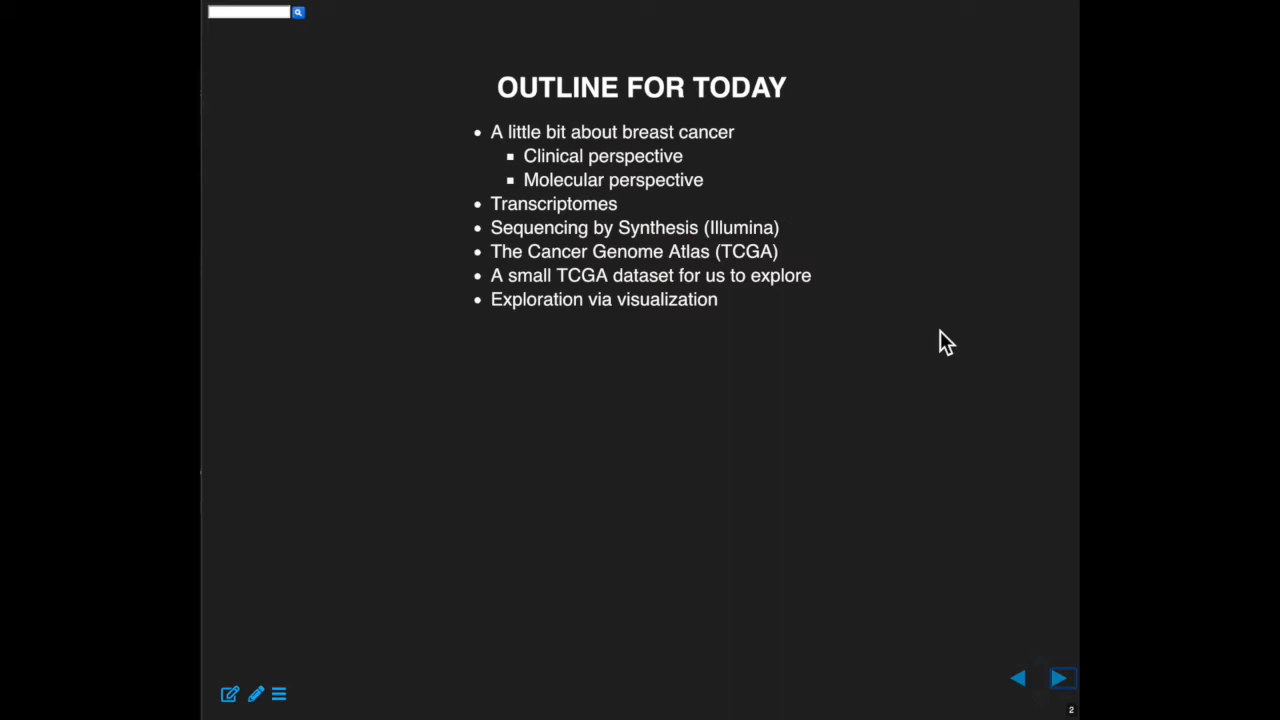 OUTLINE FOR TODAY
A little bit about breast cancer
Clinical perspective
Molecular perspective
Transcriptomes
Sequencing by Synthesis (Illumina)
The Cancer Genome Atlas (TCGA)
A small TCGA dataset for us to explore
Exploration via visualization
2